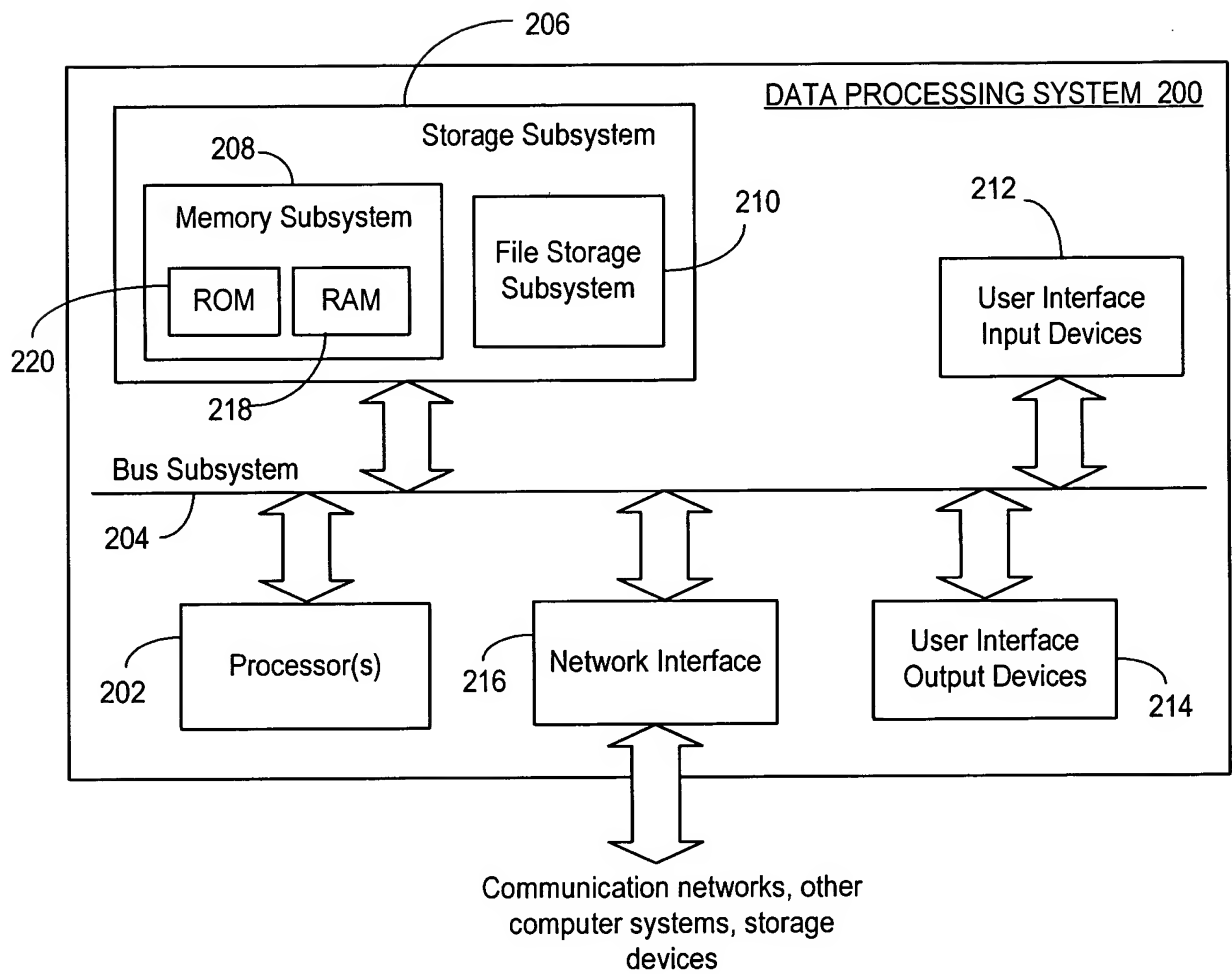 206
DATA PROCESSING SYSTEM 200
Storage Subsystem
208
Memory Subsystem
212
210
File Storage
Subsystem
ROM
RAM
User Interface
Input Devices
220
218
Bus Subsystem
204
Processor(s)
Network Interface
User Interface
Output Devices
202
216
214
Communication networks, other
computer systems, storage
devices